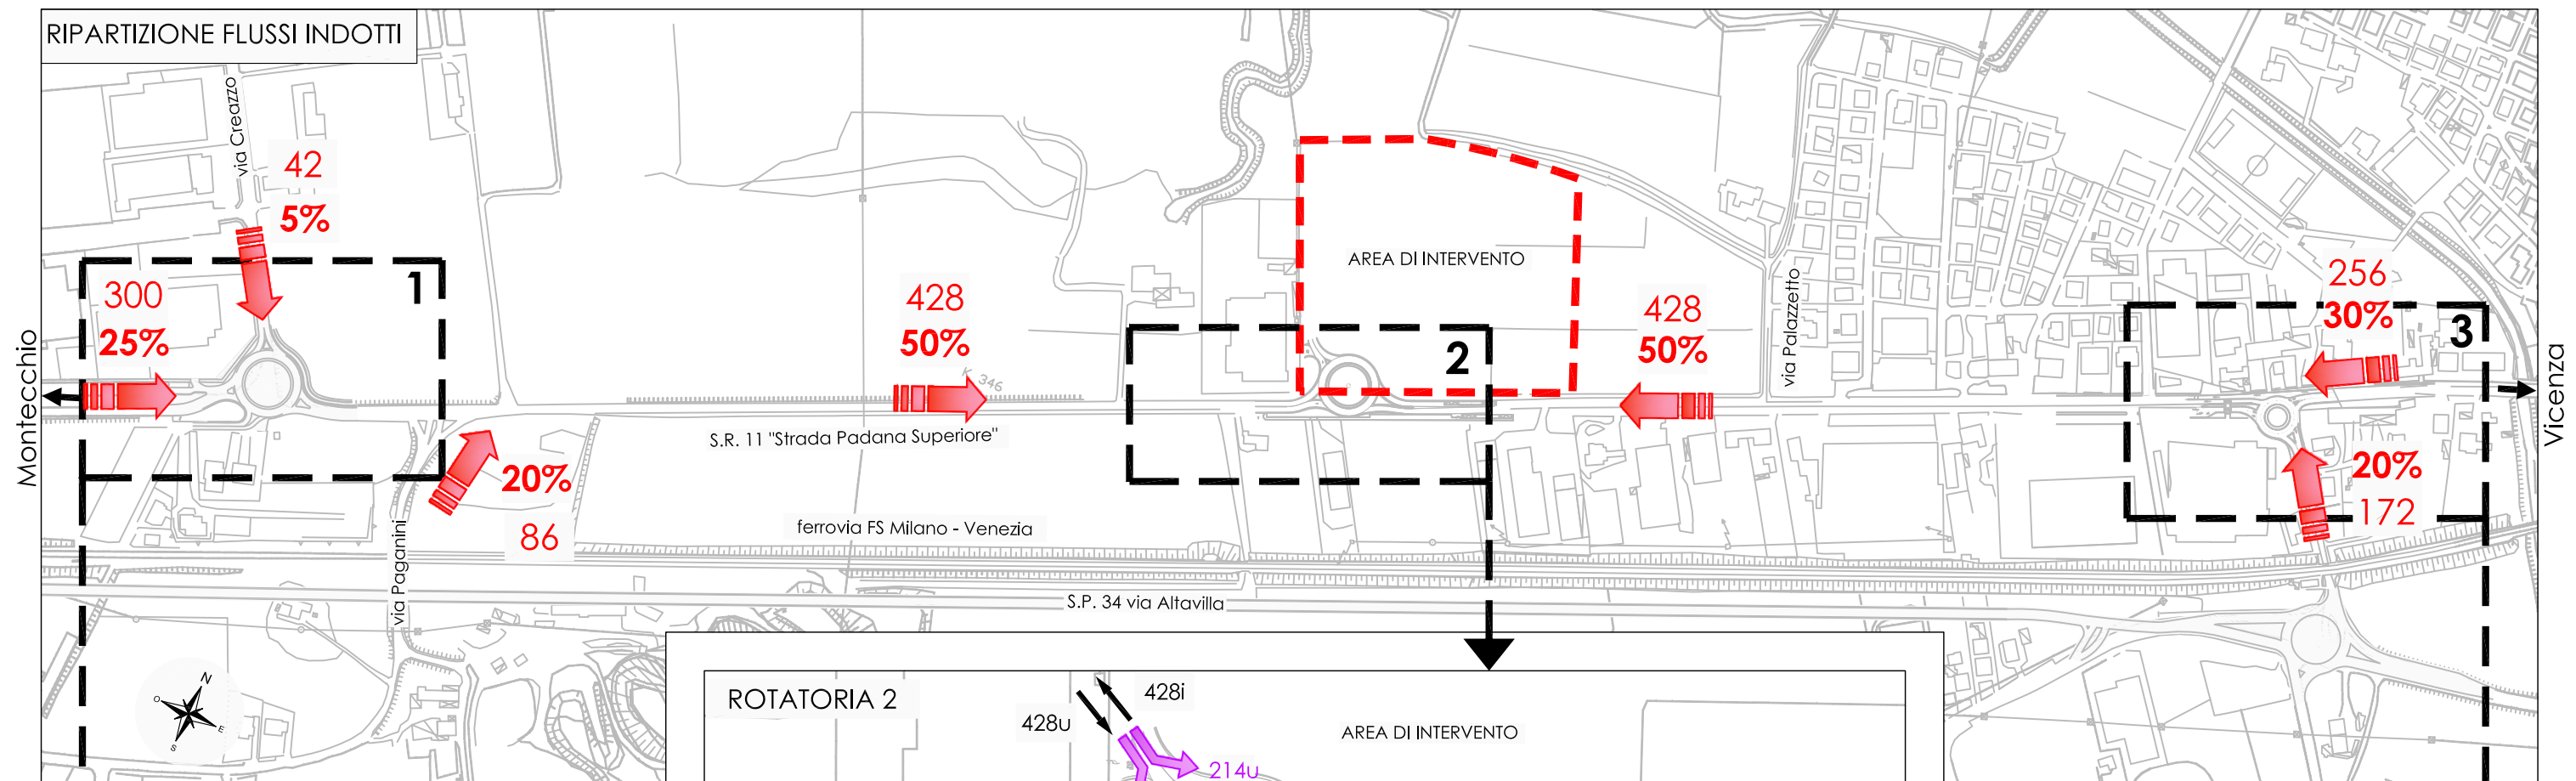 RIPARTIZIONE FLUSSI INDOTTI
via Creazzo
42
5%
1
300
25%
Montecchio
428
50%
K. 346
S.R. 11 "Strada Padana Superiore"
20%
86
via Paganini
ferrovia FS Milano - Venezia
S.P. 34 via Altavilla
AREA DI INTERVENTO
2
428
50%
via Palazzetto
256
30%
3
20%
172
Vicenza
N
O
E
S
ROTATORIA 2
428i
428u
214u
AREA DI INTERVENTO